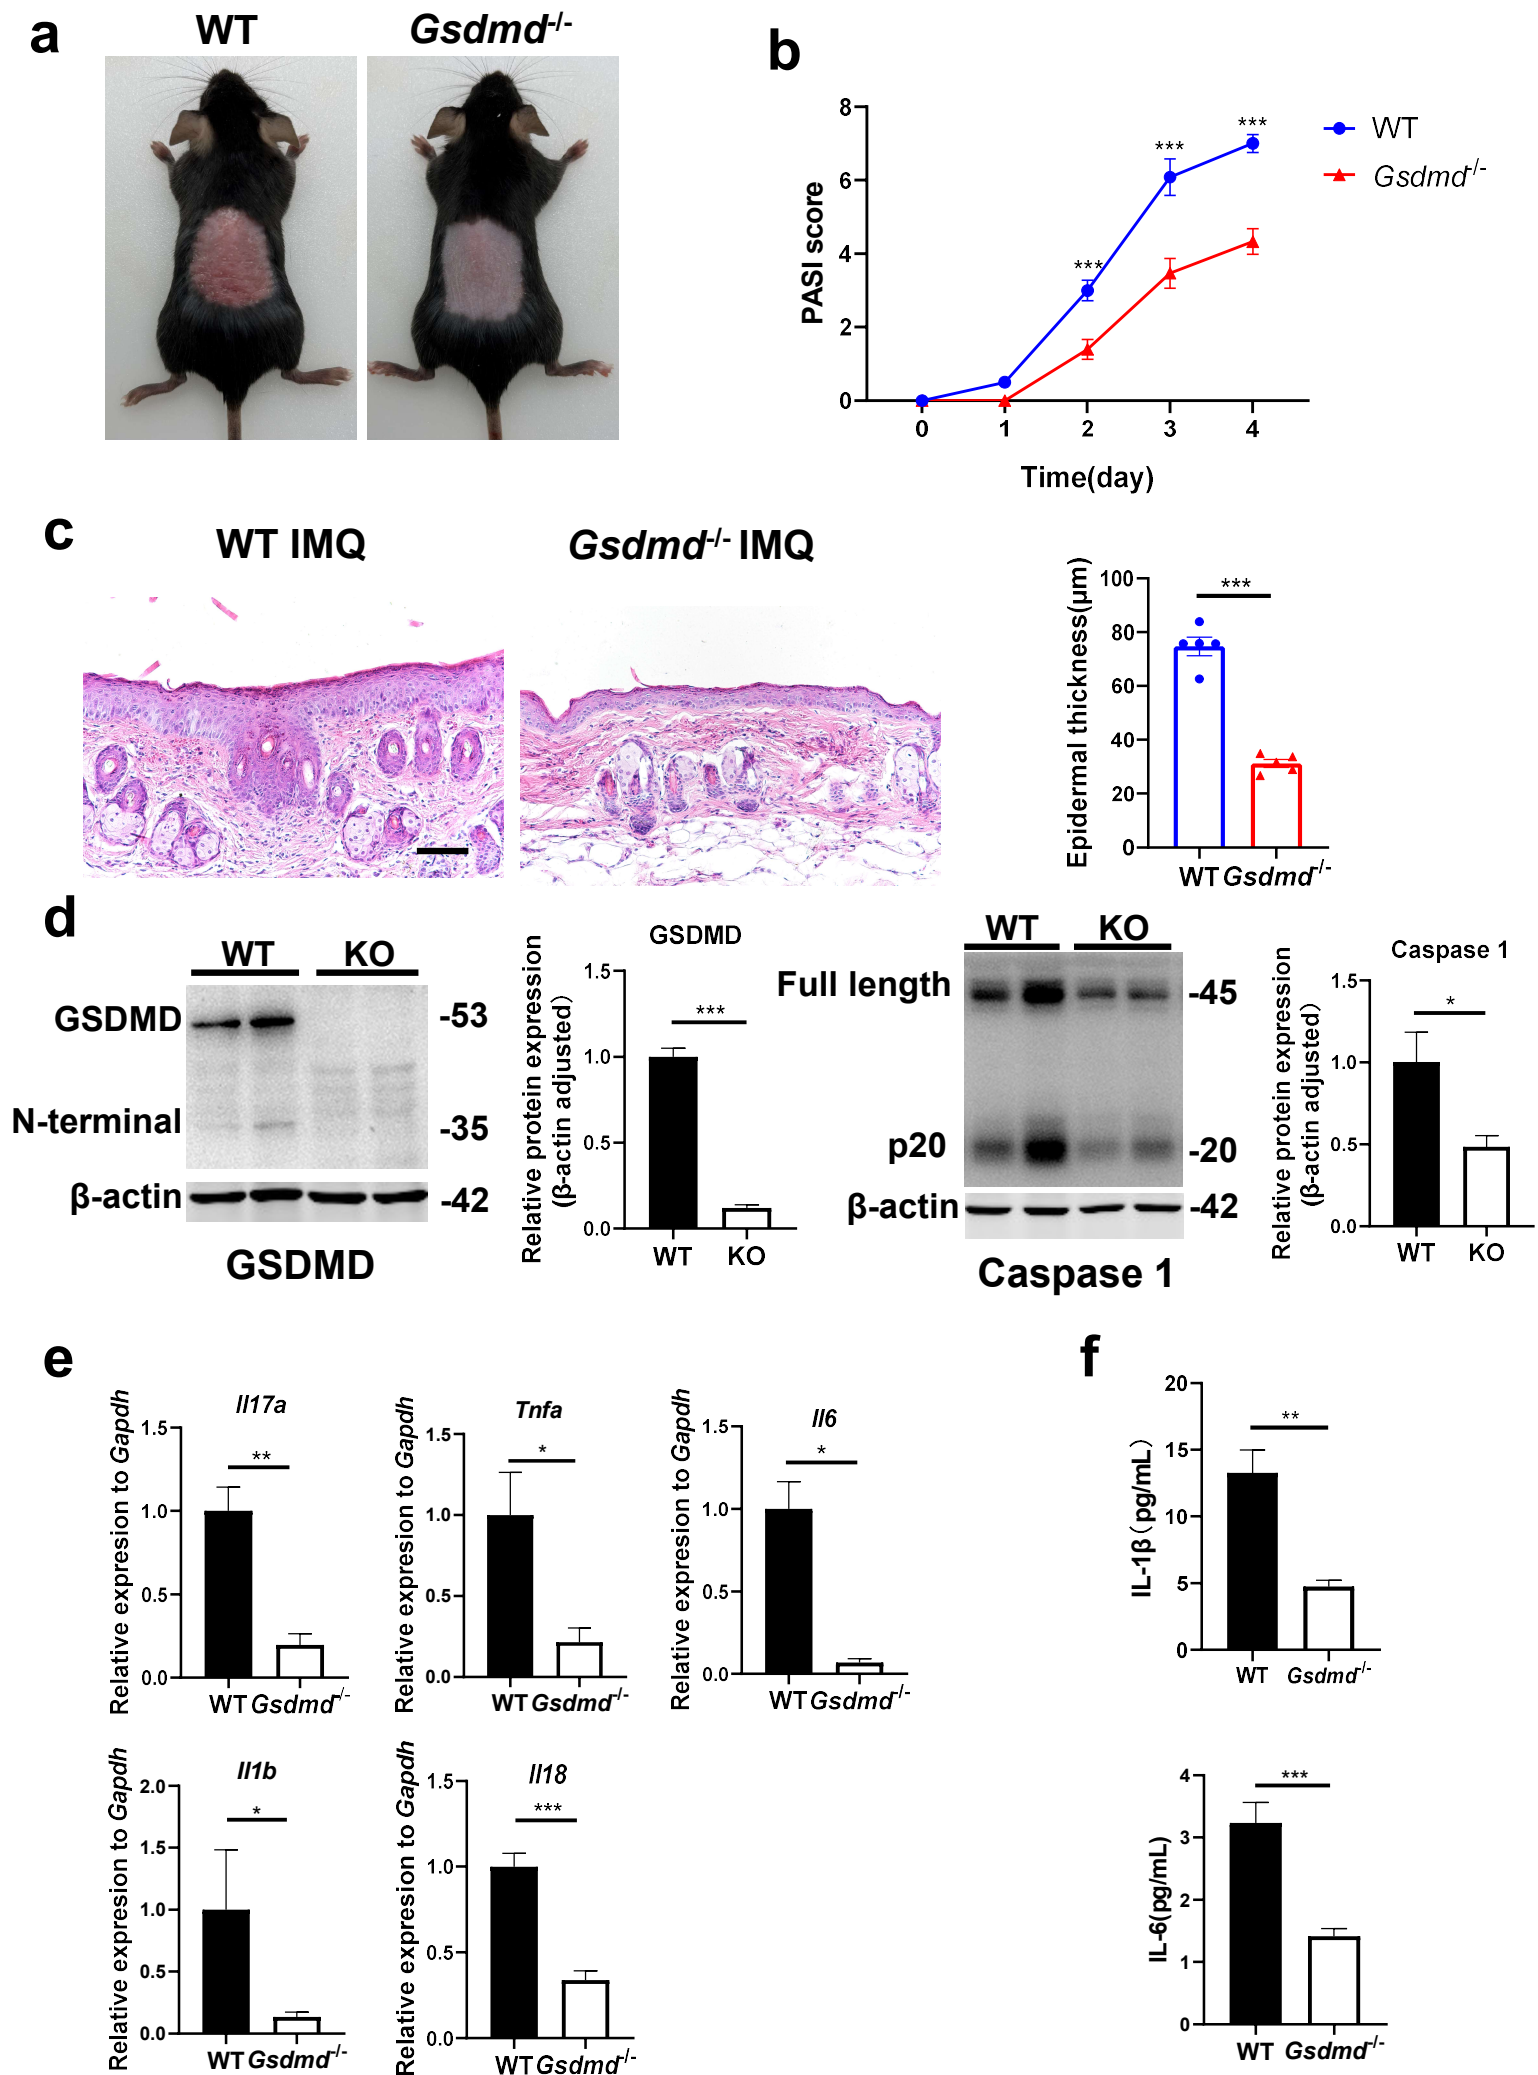 a
WT
Gsdmd-/-
b
8
6
4
2
0
PASI score
***
***
***
0 1 2 3 4
Time(day)
WT
Gsdmd-/-
c
WT IMQ
Gsdmd-/- IMQ
Epidermal thickness(μm)
100
80
60
40
20
0
***
WT Gsdmd-/-
d
WT KO
GSDMD
-53
N-terminal
-35
β-actin
-42
GSDMD
GSDMD
Relative protein expression
(β-actin adjusted)
1.5
1.0
0.5
0.0
***
WT KO
WT KO
Full length
-45
p20
-20
β-actin
-42
Caspase 1
Caspase 1
Relative protein expression
(β-actin adjusted)
1.5
1.0
0.5
0.0
*
WT KO
e
Il17a
Relative expresion to Gapdh
1.5
1.0
0.5
0.0
**
WT Gsdmd-/-
Tnfa
Relative expresion to Gapdh
1.5
1.0
0.5
0.0
*
WT Gsdmd-/-
Il6
Relative expresion to Gapdh
1.5
1.0
0.5
0.0
*
WT Gsdmd-/-
Il1b
Relative expresion to Gapdh
2.0
1.5
1.0
0.5
0.0
*
WT Gsdmd-/-
Il18
Relative expresion to Gapdh
1.5
1.0
0.5
0.0
***
WT Gsdmd-/-
f
IL-1β（pg/mL）
20
15
10
5
0
**
WT Gsdmd-/-
IL-6(pg/mL)
4
3
2
1
0
***
WT Gsdmd-/-